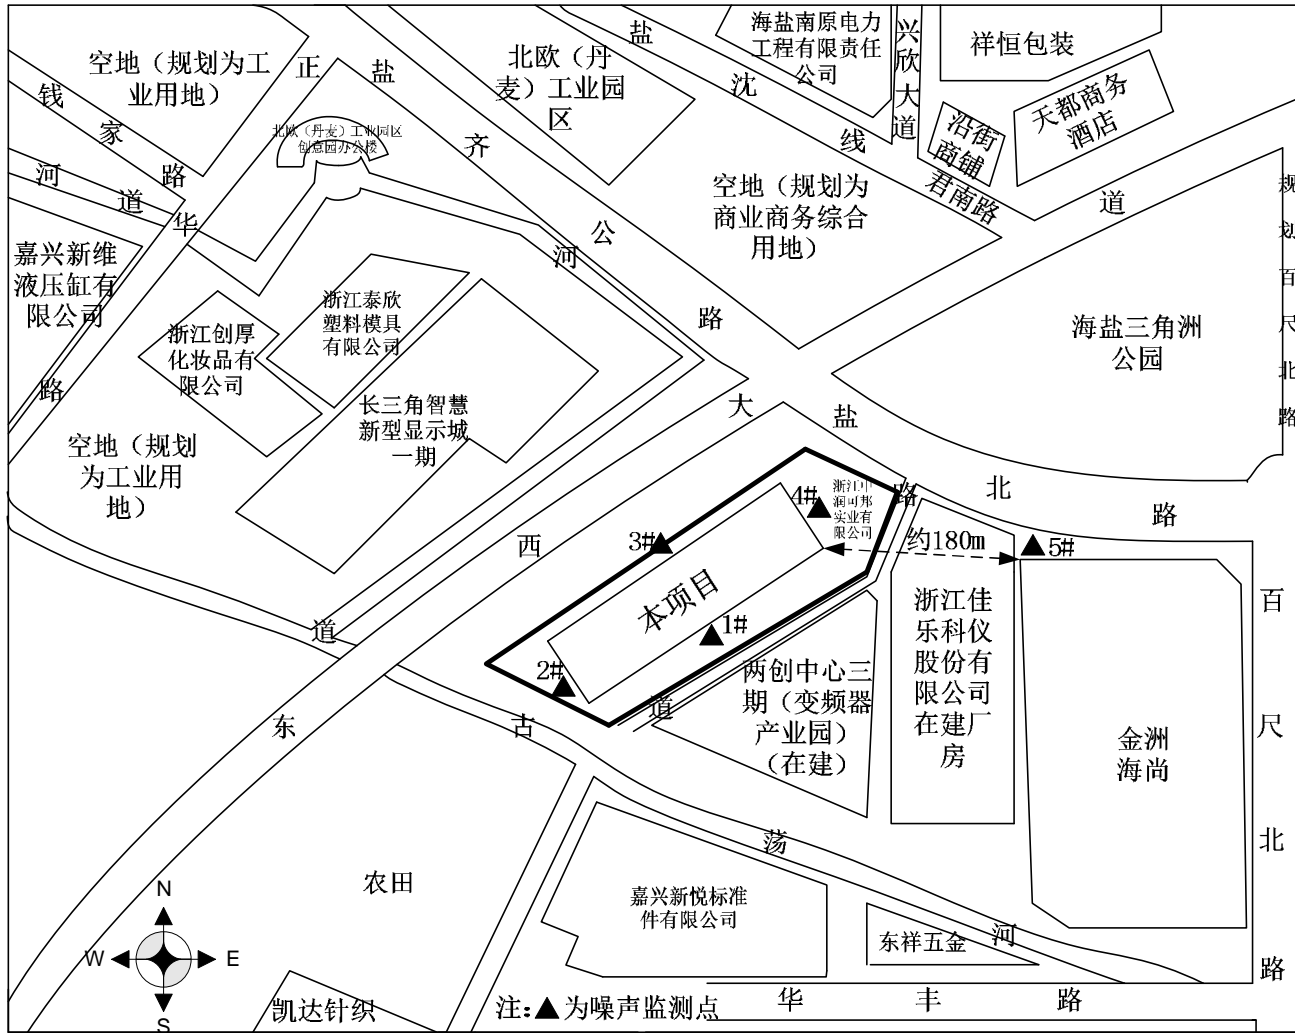 空地（规划为工
业用地）
钱
家
路
正
华
路
盐
齐
公
路
北欧（丹
麦）工业园
区
北欧（丹麦）工业园区
创意园办公楼
盐
沈
线
海盐南原电力
工程有限责任
公司
兴
欣
大
道
祥恒包装
天都商务
酒店
沿街
商铺
君南路
空地（规划为
商业商务综合
用地）
道
大
西
东
规
划
百
尺
北
路
河
道
河
道
嘉兴新维
液压缸有
限公司
浙江创厚
化妆品有
限公司
浙江泰欣
塑料模具
有限公司
长三角智慧
新型显示城
一期
海盐三角洲
公园
空地（规划
为工业用
地）
盐
北
路
路
4#
浙江中
润可邦
实业有
限公司
3#
约180m
5#
本项目
1#
2#
浙江佳
乐科仪
股份有
限公司
在建厂
房
两创中心三
期（变频器
产业园）
（在建）
道
古
荡
河
金洲
海尚
百
尺
北
路
农田
嘉兴新悦标准
件有限公司
东祥五金
凯达针织
N
W
E
S
注:▲为噪声监测点
华
丰
路